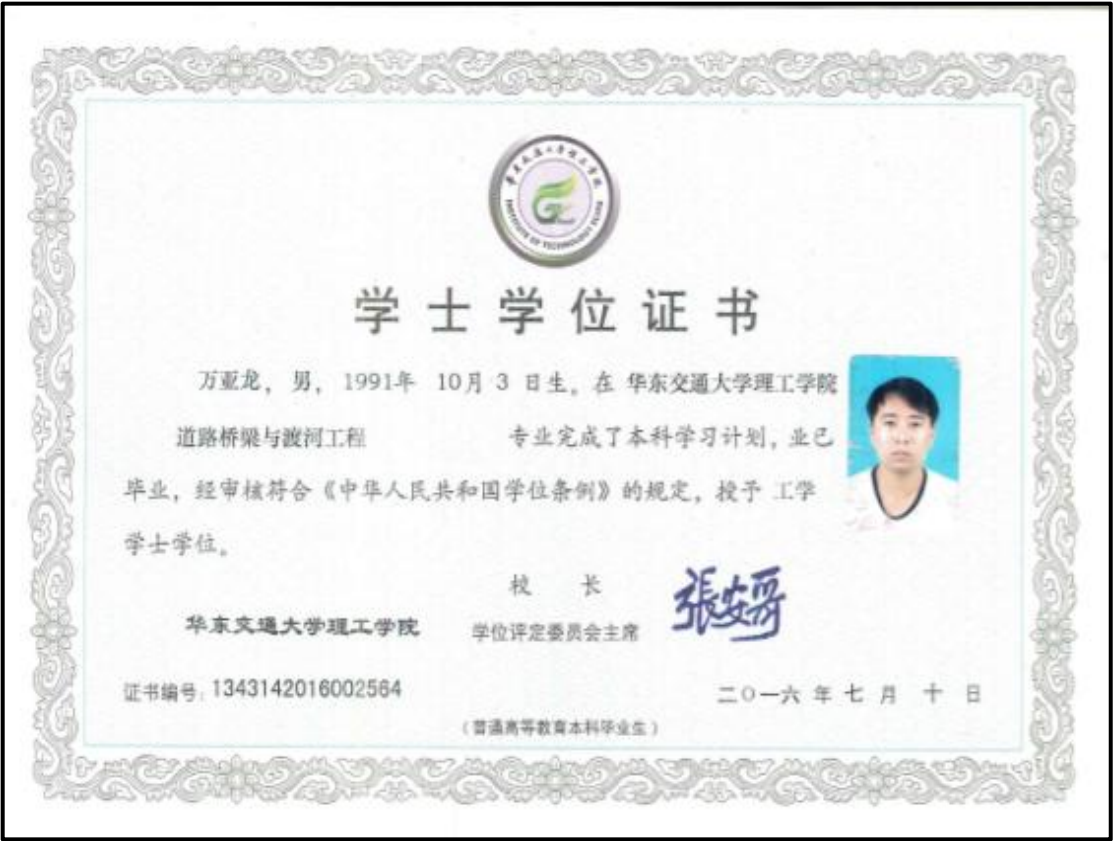 学士学位证书
万亚龙，男，1991年 10月 3 日生。在 华东交通大学理工学院
道路桥梁与渡河工程 专业完成了本科学习计划，业已
毕业，经审核符合《中华人民共和国学位条例》的规定，授予 工学
学士学位。
校 长
华东交通大学理工学院 学位评定委员会主席
证书编号：1343142016002564 二〇一六 年 七 月 十 日
（普通高等教育本科毕业生）